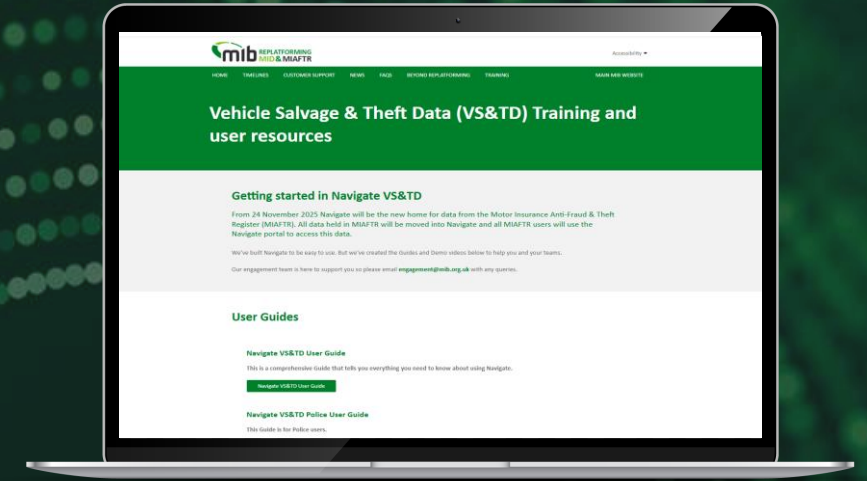 mib REPLATFORMING
MID & MIAFTR
Accessibility
HOME TIMELINES CUSTOMER SUPPORT NEWS FAQS BEYOND REPLATFORMING TRAINING MAIN MIB WEBSITE
Vehicle Salvage & Theft Data (VS&TD) Training and
user resources
Getting started in Navigate VS&TD
From 24 November 2025 Navigate will be the new home for data from the Motor Insurance Anti-Fraud & Theft
Register (MIAFTR). All data held in MIAFTR will be moved into Navigate and all MIAFTR users will use the
Navigate portal to access this data.
We've built Navigate to be easy to use. But we've created the Guides and Demo videos below to help you and your teams.
Our engagement team is here to support you so please email engagement@mib.org.uk with any queries.
User Guides
Navigate VS&TD User Guide
This is a comprehensive Guide that tells you everything you need to know about using Navigate.
Navigate VS&TD User Guide
Navigate VS&TD Police User Guide
This Guide is for Police users.